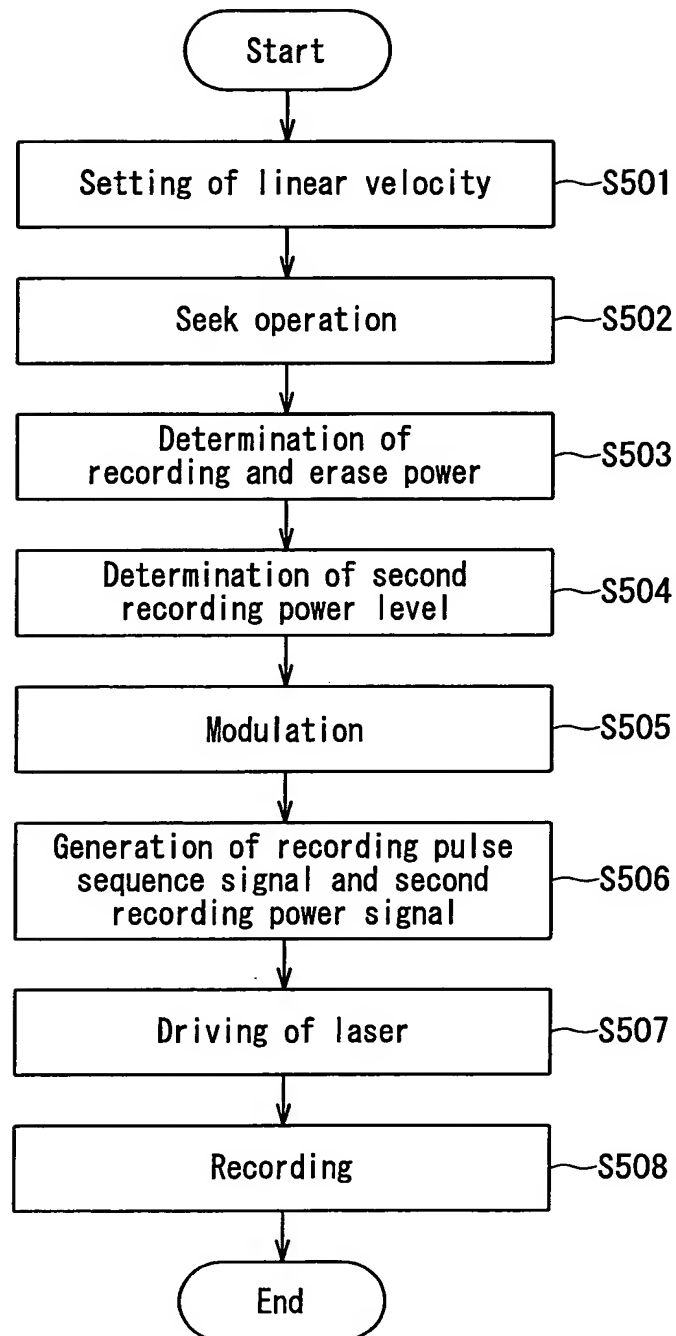 Start
Setting of linear velocity
S501
Seek operation
S502
Determination of
recording and erase power
S503
Determination of second
recording power level
S504
Modulation
S505
Generation of recording pulse
sequence signal and second
recording power signal
S506
Driving of laser
S507
Recording
S508
End